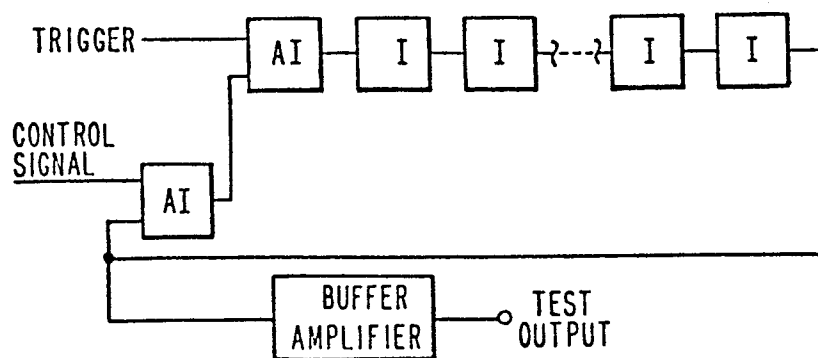 TRIGGER
AI
I
I
I
I
CONTROL
SIGNAL
AI
BUFFER
AMPLIFIER
TEST
OUTPUT